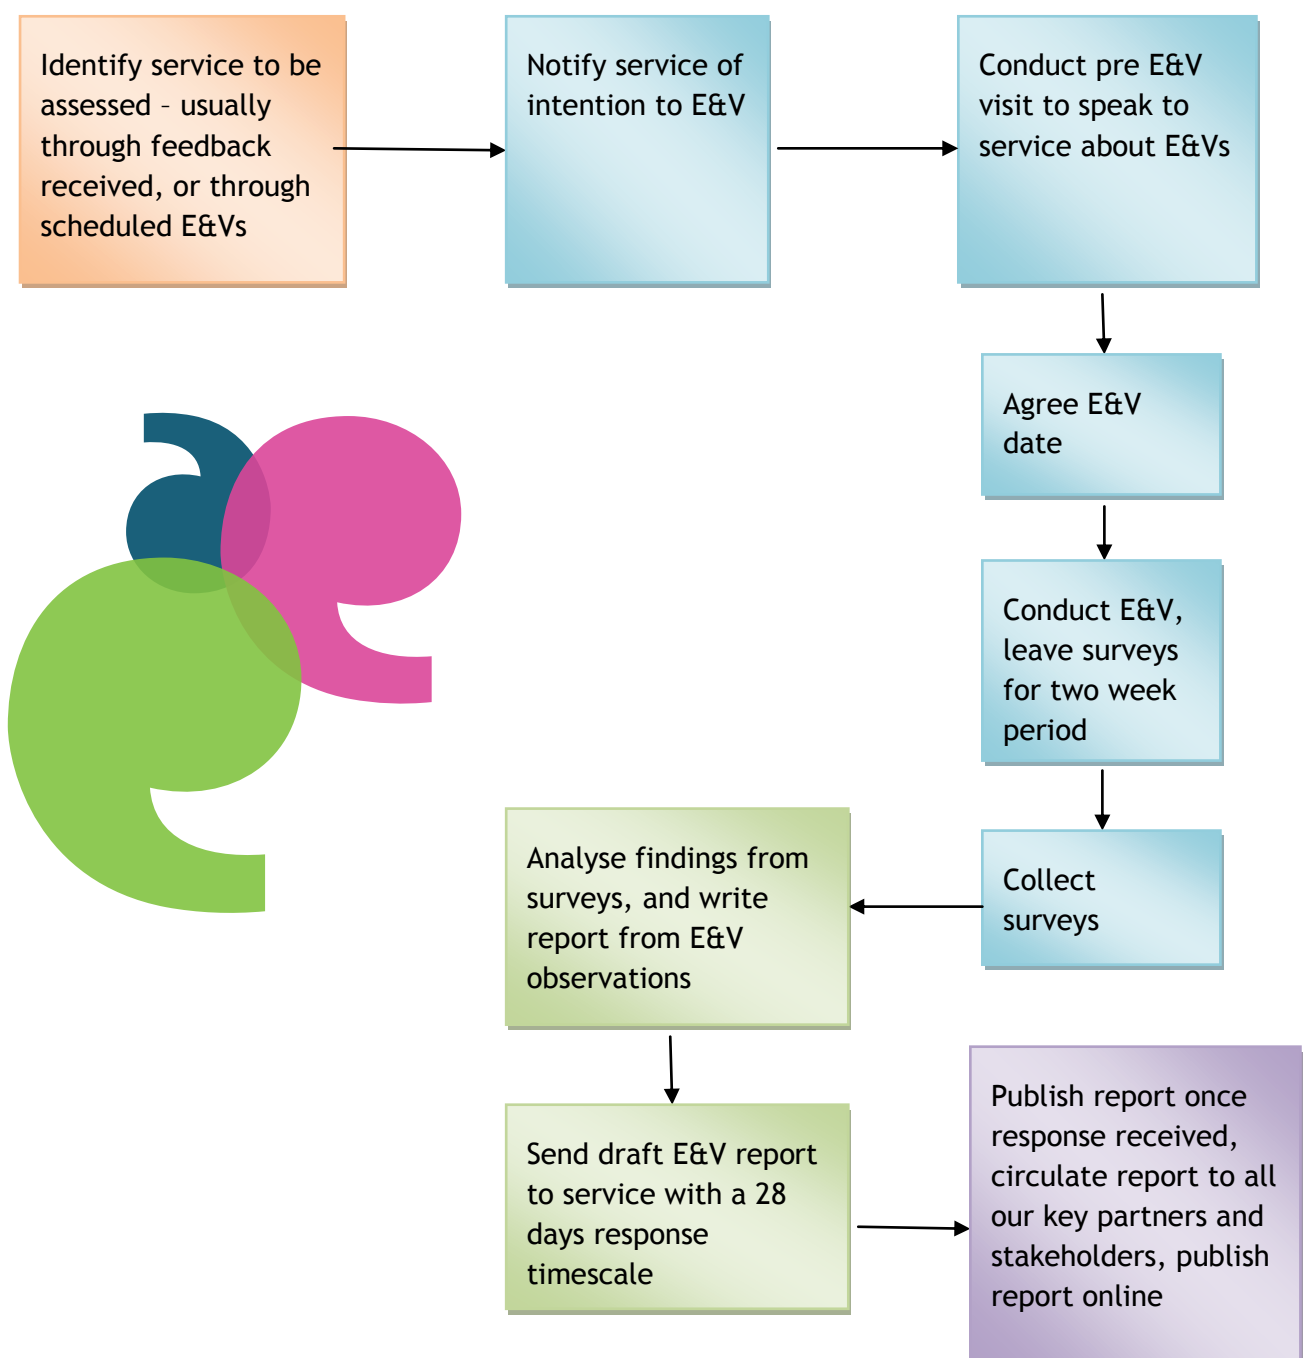 Identify service to be
assessed – usually
through feedback
received, or through
scheduled E&Vs
Notify service of
intention to E&V
Conduct pre E&V
visit to speak to
service about E&Vs
Agree E&V
date
Conduct E&V,
leave surveys
for two week
period
Collect
surveys
Analyse findings from
surveys, and write
report from E&V
observations
Send draft E&V report
to service with a 28
days response
timescale
Publish report once
response received,
circulate report to all
our key partners and
stakeholders, publish
report online